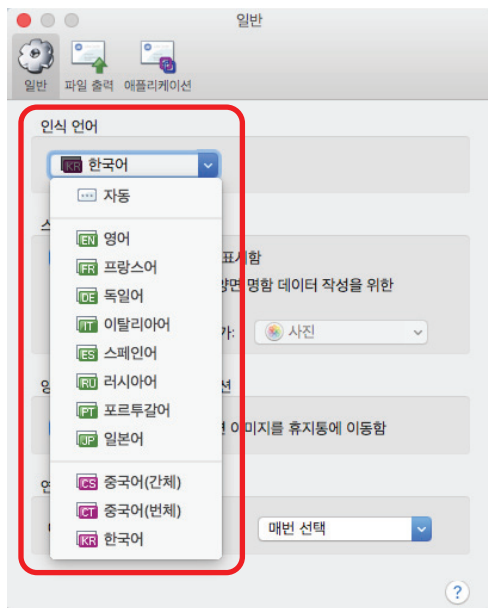 일반
일반 파일 출력 애플리케이션
인식 언어
KR 한국어
자동
EN 영어
FR 프랑스어
표시함
DE 독일어
양면 명함 데이터 작성을 위한
IT 이탈리아어
가: 사진
ES 스페인어
RU 러시아어
션
PT 포르투갈어
JP 일본어
이미지를 휴지통에 이동함
CS 중국어(간체)
CT 중국어(번체)
KR 한국어
매번 선택
?